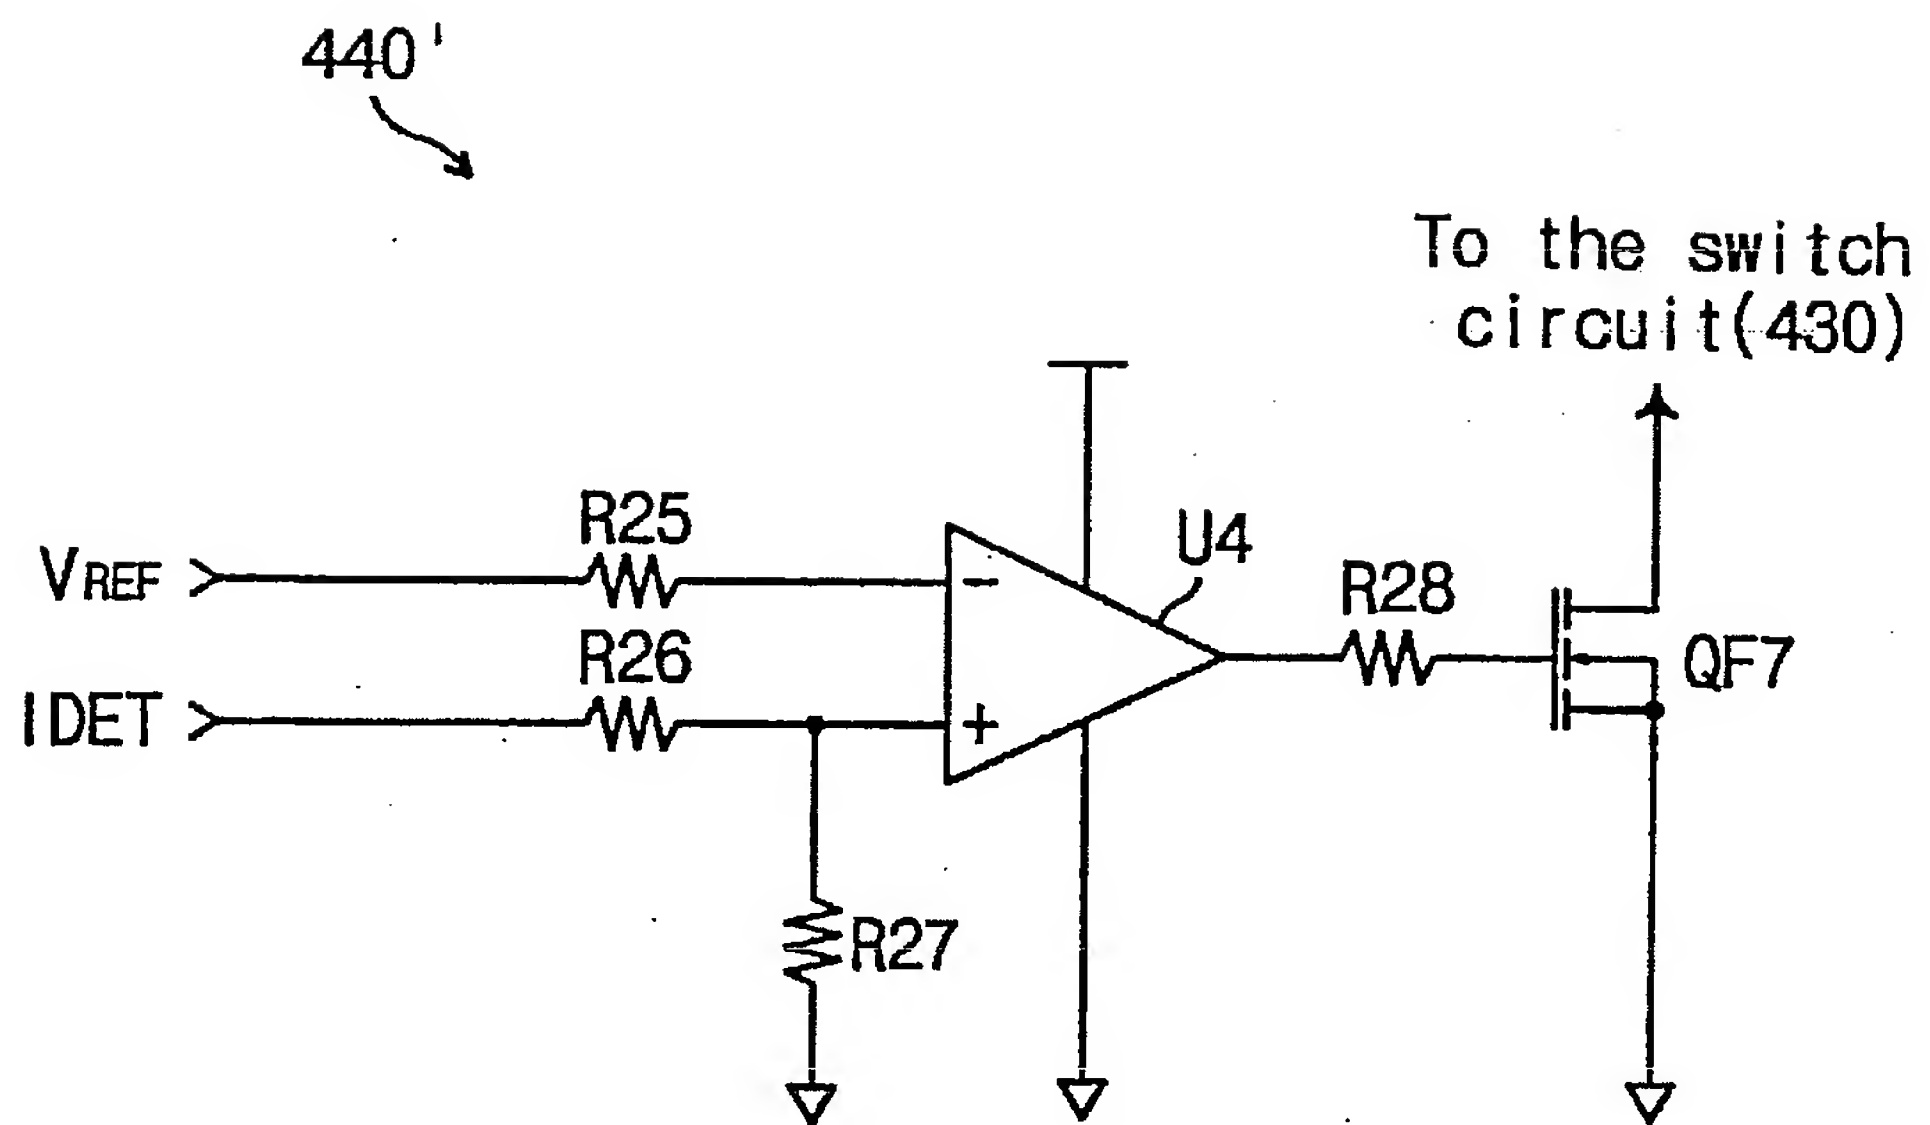 440'
To the switch
circuit(430)
R25
U4
VREF
R28
R26
QF7
IDET
-
+
R27